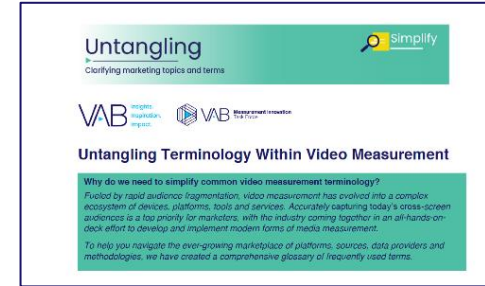 Untangling
Clarifying marketing topics and terms
Simplify
VAB Insights. Inspiration. Impact.
VAB Measurement Innovation Task Force
Untangling Terminology Within Video Measurement
Why do we need to simplify common video measurement terminology?
Fueled by rapid audience fragmentation, video measurement has evolved into a complex
ecosystem of devices, platforms, tools and services. Accurately capturing today's cross-screen
audiences is a top priority for marketers, with the industry coming together in an all-hands-on-
deck effort to develop and implement modern forms of media measurement.
To help you navigate the ever-growing marketplace of platforms, sources, data providers and
methodologies, we have created a comprehensive glossary of frequently used terms.